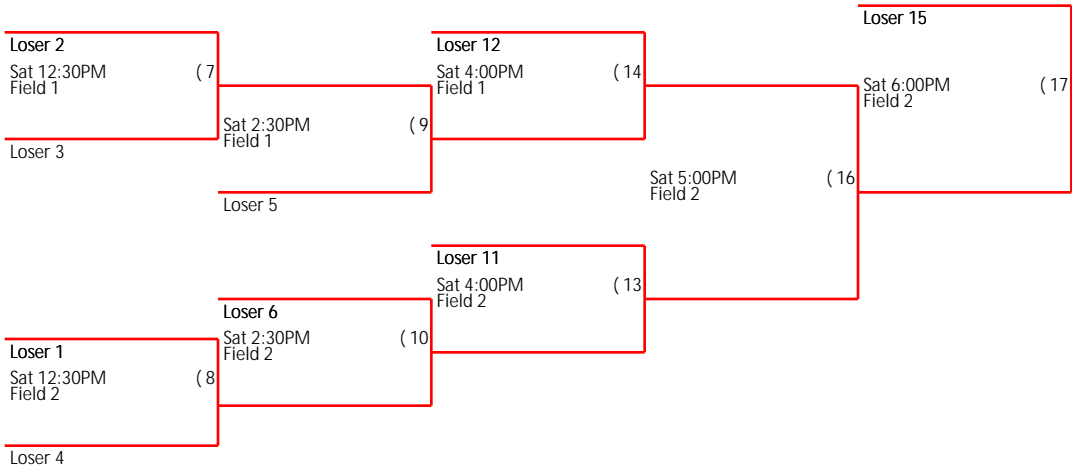 Loser 15
Loser 2
Loser 12
Sat 12:30PM ( 7
Field 1
Sat 4:00PM ( 14
Field 1
Sat 6:00PM ( 17
Field 2
Sat 2:30PM ( 9
Field 1
Loser 3
Sat 5:00PM ( 16
Field 2
Loser 5
Loser 11
Sat 4:00PM ( 13
Field 2
Loser 6
Sat 2:30PM ( 10
Field 2
Loser 1
Sat 12:30PM ( 8
Field 2
Loser 4